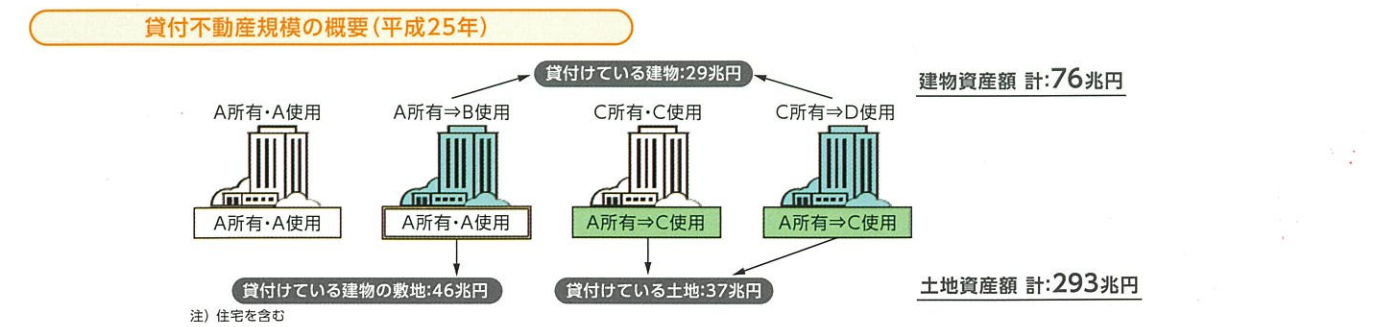 貸付不動産規模の概要(平成25年)
貸付けている建物:29兆円
建物資産額 計:76兆円
A所有・A使用
A所有⇒B使用
C所有・C使用
C所有⇒D使用
A所有・A使用
A所有・A使用
A所有⇒C使用
A所有⇒C使用
貸付けている建物の敷地:46兆円
貸付けている土地:37兆円
土地資産額 計:293兆円
注) 住宅を含む